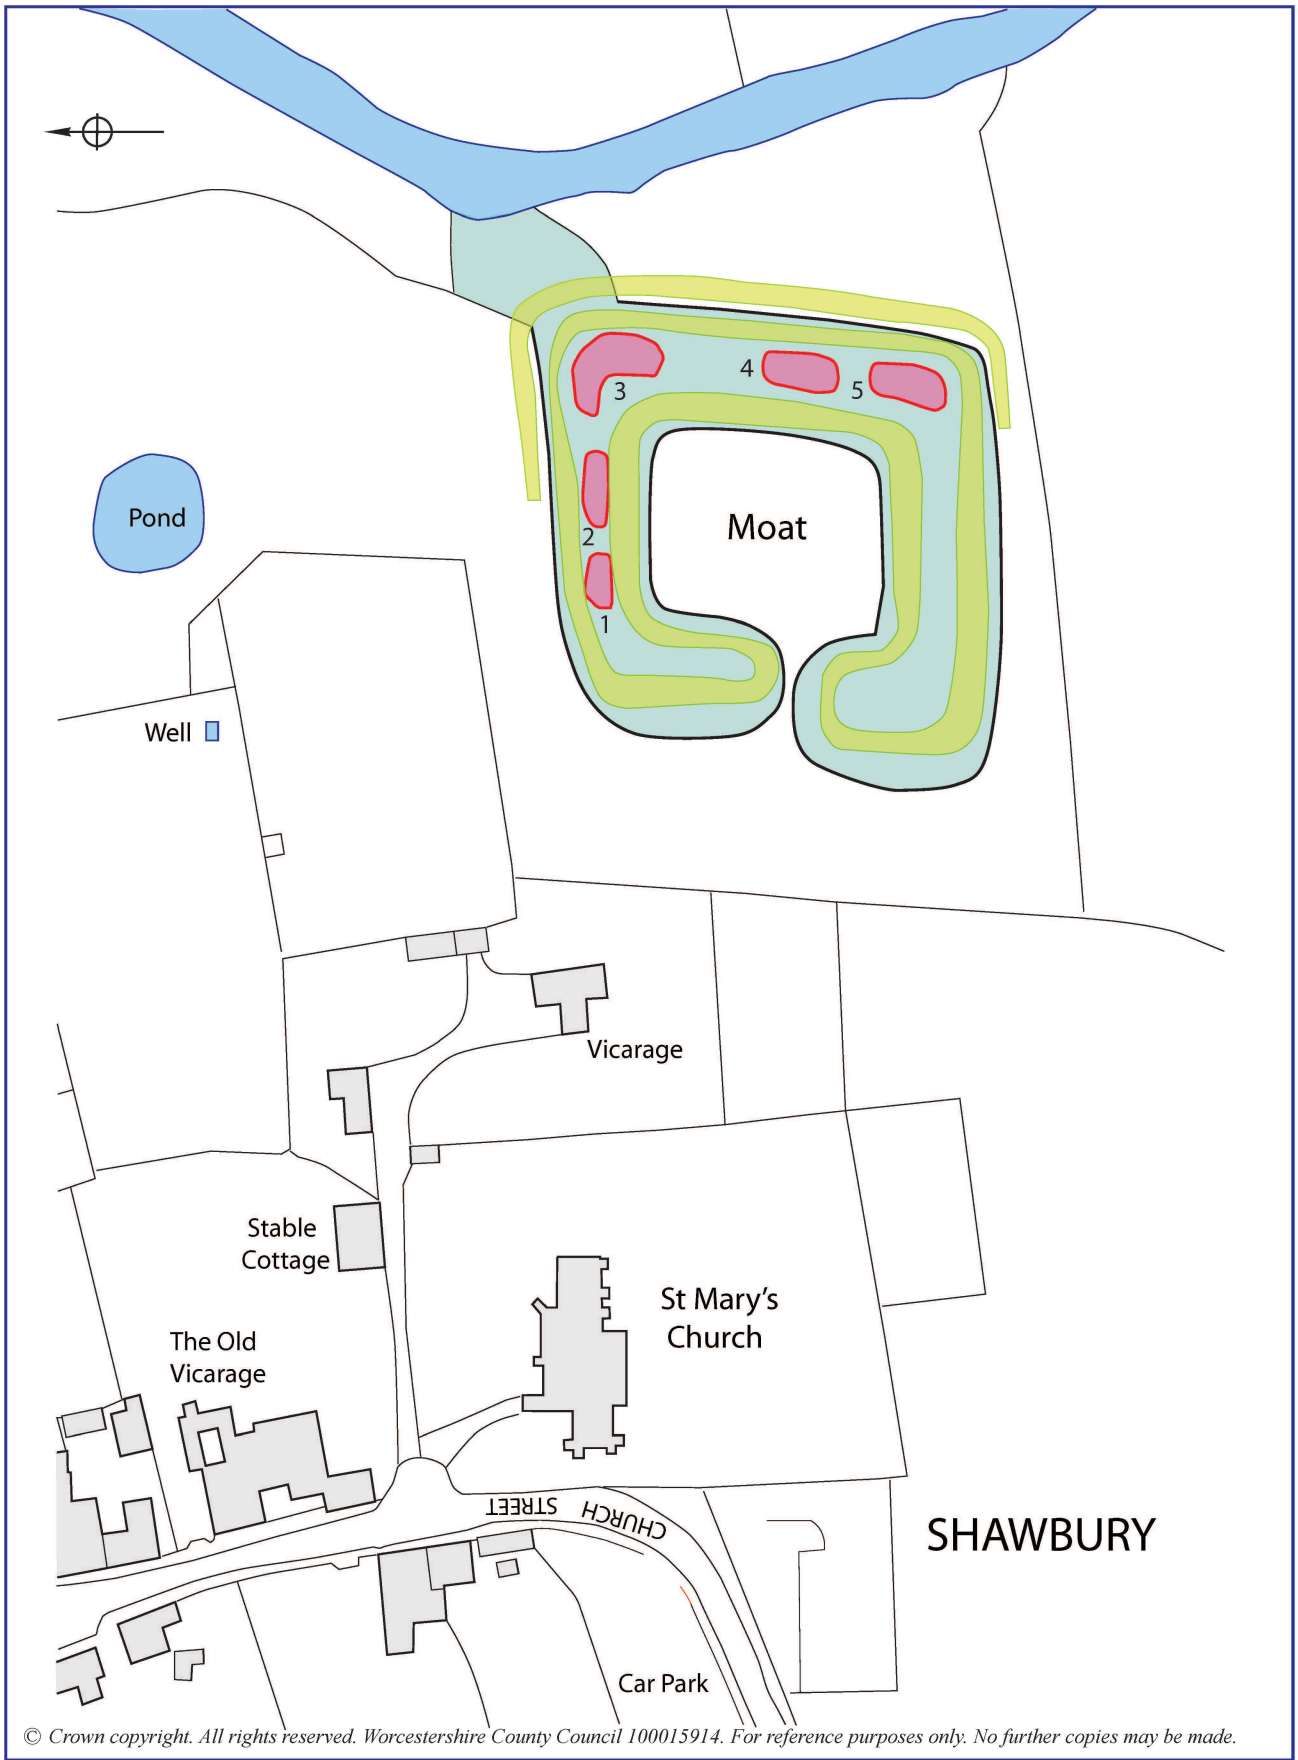 4
5
3
Pond
Moat
2
1
Well
Vicarage
Stable
Cottage
St Mary's
Church
The Old
Vicarage
CHURCH STREET
SHAWBURY
Car Park
© Crown copyright. All rights reserved. Worcestershire County Council 100015914. For reference purposes only. No further copies may be made.